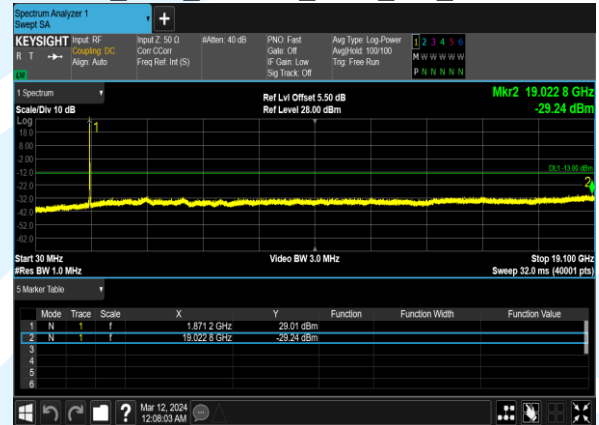 Spectrum Analyzer 1
Swept SA
+
KEYSIGHT
R T
LXI
Input: RF
Coupling: DC
Align: Auto
Input Z: 50 Ω
Corr CCorr
Freq Ref: Int (S)
#Atten: 40 dB
PNO: Fast
Gate: Off
IF Gain: Low
Sig Track: Off
Avg Type: Log-Power
Avg|Hold: 100/100
Trig: Free Run
1 2 3 4 5 6
M W W W W W
P N N N N N
1 Spectrum
Scale/Div 10 dB
Ref Lvl Offset 5.50 dB
Ref Level 28.00 dBm
Mkr2 19.022 8 GHz
-29.24 dBm
Log
18.0
8.00
-2.00
-12.0
-22.0
-32.0
-42.0
-52.0
-62.0
1
DL1 -13.00 dBm
2
Start 30 MHz
#Res BW 1.0 MHz
Video BW 3.0 MHz
Stop 19.100 GHz
Sweep 32.0 ms (40001 pts)
5 Marker Table
Mode Trace Scale X Y Function Function Width Function Value
1 N 1 f 1.871 2 GHz 29.01 dBm
2 N 1 f 19.022 8 GHz -29.24 dBm
3
4
5
6
?
Mar 12, 2024
12:08:03 AM